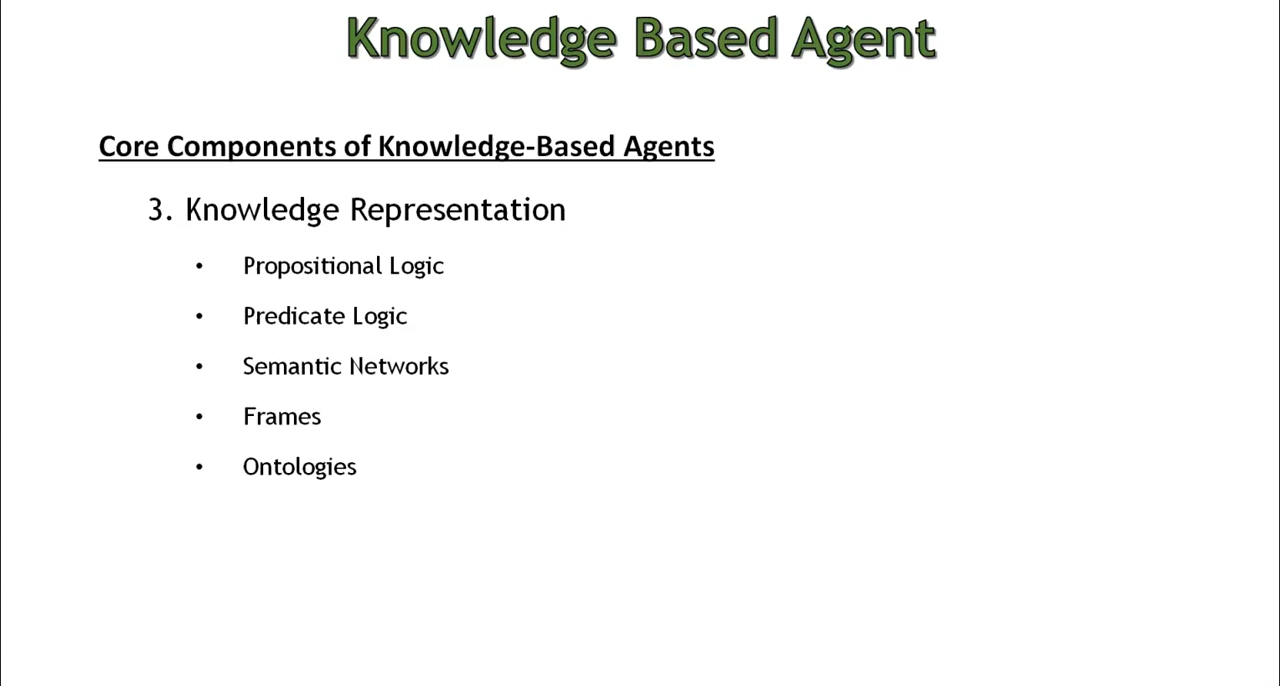 Knowledge Based Agent
Core Components of Knowledge-Based Agents
3. Knowledge Representation
• Propositional Logic
• Predicate Logic
• Semantic Networks
• Frames
• Ontologies